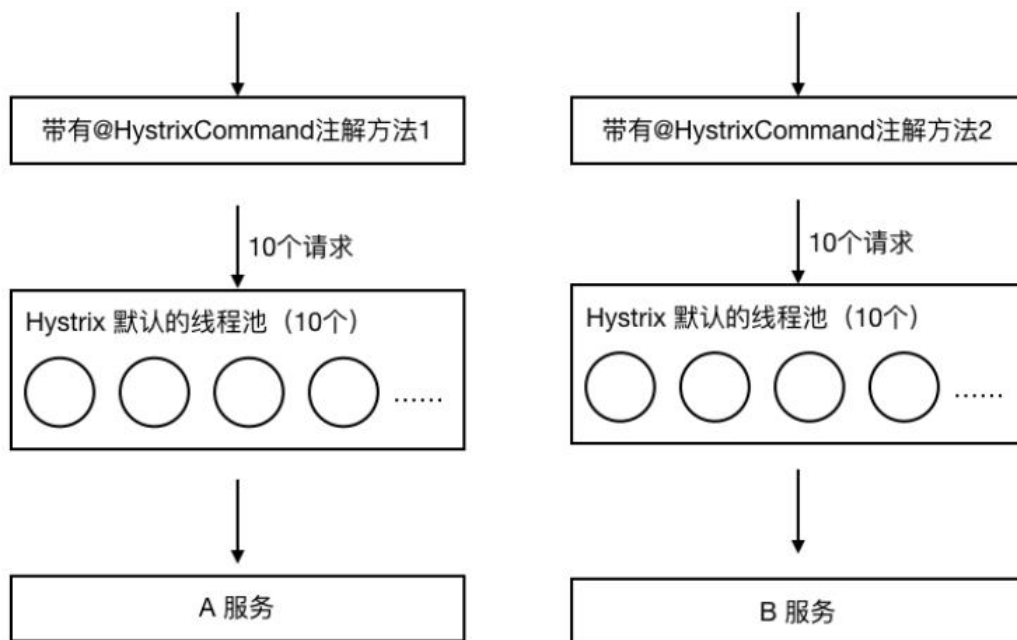 带有@HystrixCommand注解方法1
10个请求
Hystrix 默认的线程池（10个）
......
A 服务
带有@HystrixCommand注解方法2
10个请求
Hystrix 默认的线程池（10个）
......
B 服务